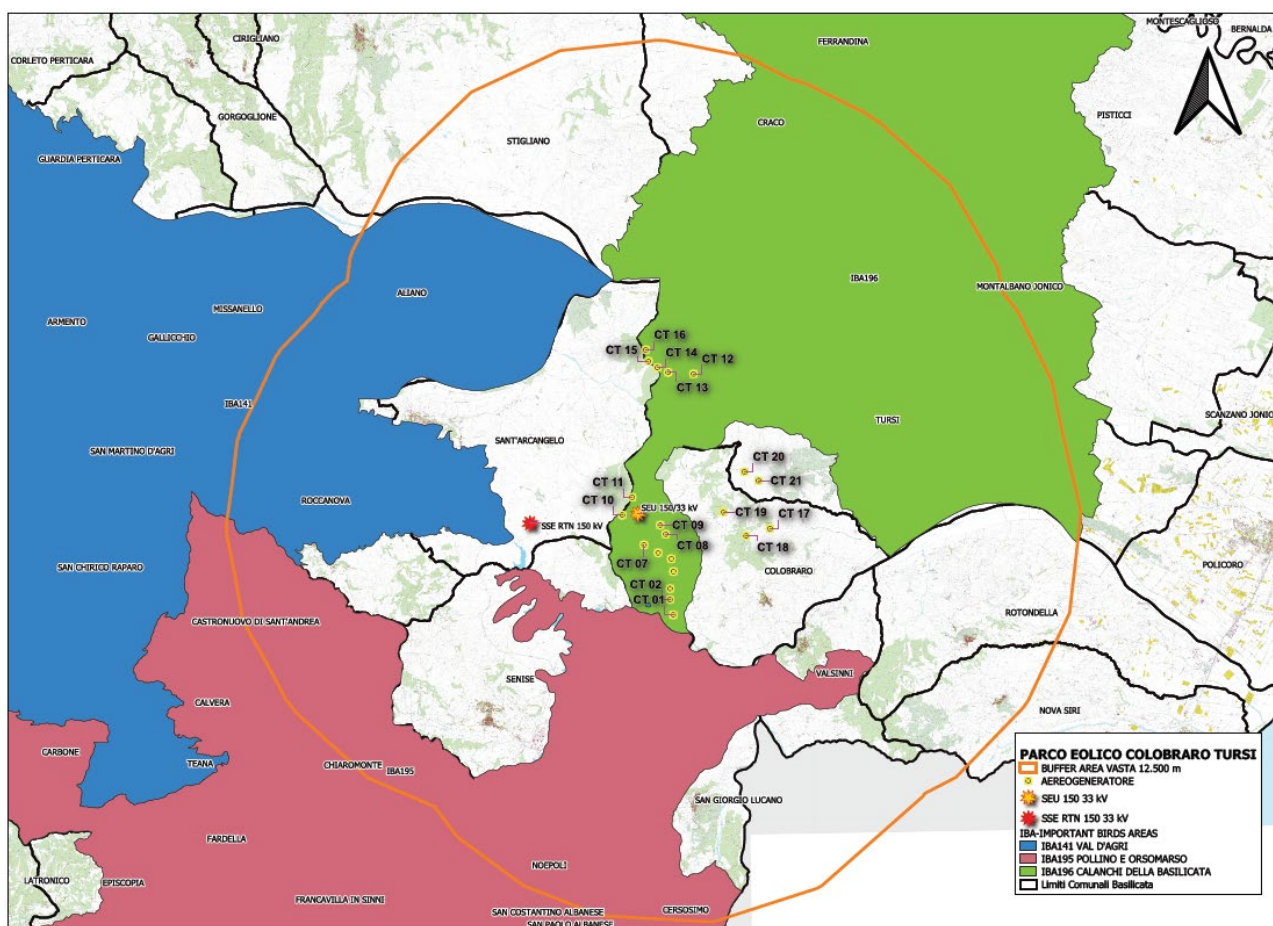 MONTESCAGLIOSO
BERNALDA
CIRIGLIANO
FERRANDINA
CORLETO PERTICARA
GORGOGLIONE
CRACO
PISTICCI
STIGLIANO
GUARDIA PERTICARA
IBA196
MONTALBANO JONICO
ALIANO
MISSANELLO
ARMENTO
GALLICCHIO
CT 16
CT 15
CT 14
CT 12
CT 13
IBA141
SCANZANO JONIC
TURSI
SANT'ARCANGELO
SAN MARTINO D'AGRI
CT 20
CT 21
CT 11
ROCCANOVA
CT 10
SEU 150/33 kV
CT 19
CT 17
SSE RTN 150 kV
CT 09
CT 18
CT 08
CT 07
COLOBRARO
POLICORO
SAN CHIRICO RAPARO
CT 02
CT 01
ROTONDELLA
CASTRONUOVO DI SANT'ANDREA
VALSINNI
SENISE
CALVERA
NOVA SIRI
CARBONE
TEANA
CHIAROMONTE
IBA195
SAN GIORGIO LUCANO
FARDELLA
NOEPOLI
LATRONICO
EPISCOPIA
FRANCAVILLA IN SINNI
SAN COSTANTINO ALBANESE
CERSOSIMO
SAN PAOLO ALBANESE
PARCO EOLICO COLOBRARO TURSI
BUFFER AREA VASTA 12.500 m
AEREOGENERATORE
SEU 150 33 kV
SSE RTN 150 33 kV
IBA-IMPORTANT BIRDS AREAS
IBA141 VAL D'AGRI
IBA195 POLLINO E ORSOMARSO
IBA196 CALANCHI DELLA BASILICATA
Limiti Comunali Basilicata